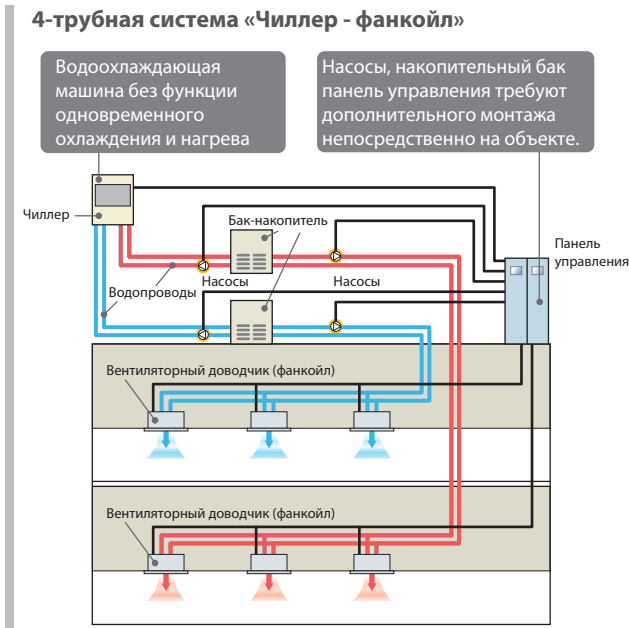 4-трубная система «Чиллер - фанкойл»
Водоохлаждающая
машина без функции
одновременного
охлаждения и нагрева
Насосы, накопительный бак
панель управления требуют
дополнительного монтажа
непосредственно на объекте.
Чиллер
Бак-накопитель
Панель
управления
Водопроводы
Насосы
Насосы
Вентиляторный доводчик (фанкойл)
Вентиляторный доводчик (фанкойл)